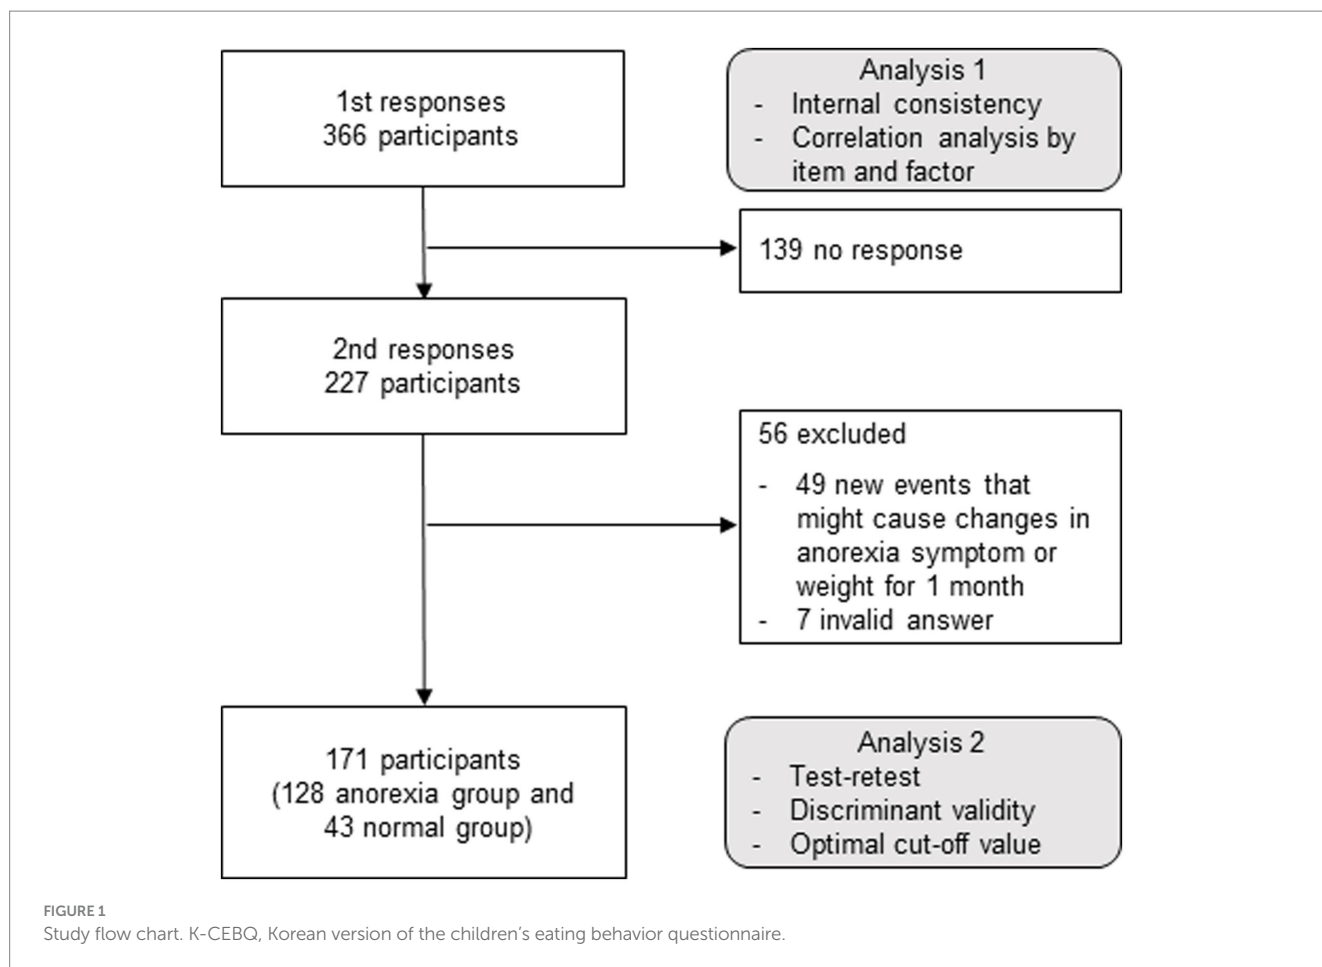 1st responses
366 participants
Analysis 1
- Internal consistency
- Correlation analysis by
item and factor
139 no response
2nd responses
227 participants
56 excluded
- 49 new events that
might cause changes in
anorexia symptom or
weight for 1 month
- 7 invalid answer
171 participants
(128 anorexia group and
43 normal group)
Analysis 2
- Test-retest
- Discriminant validity
- Optimal cut-off value
FIGURE 1
Study flow chart. K-CEBQ, Korean version of the children’s eating behavior questionnaire.